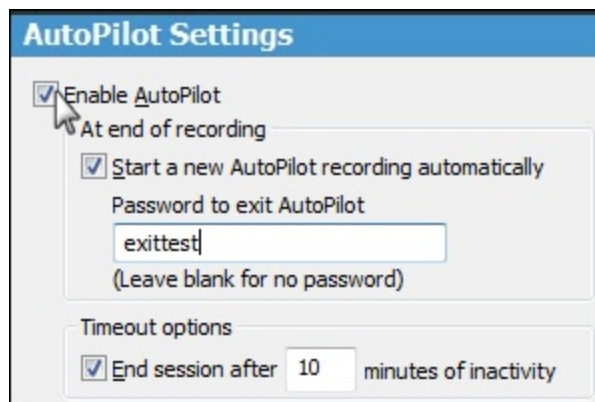 AutoPilot Settings
Enable AutoPilot
At end of recording
Start a new AutoPilot recording automatically
Password to exit AutoPilot
exittest
(Leave blank for no password)
Timeout options
End session after 10 minutes of inactivity